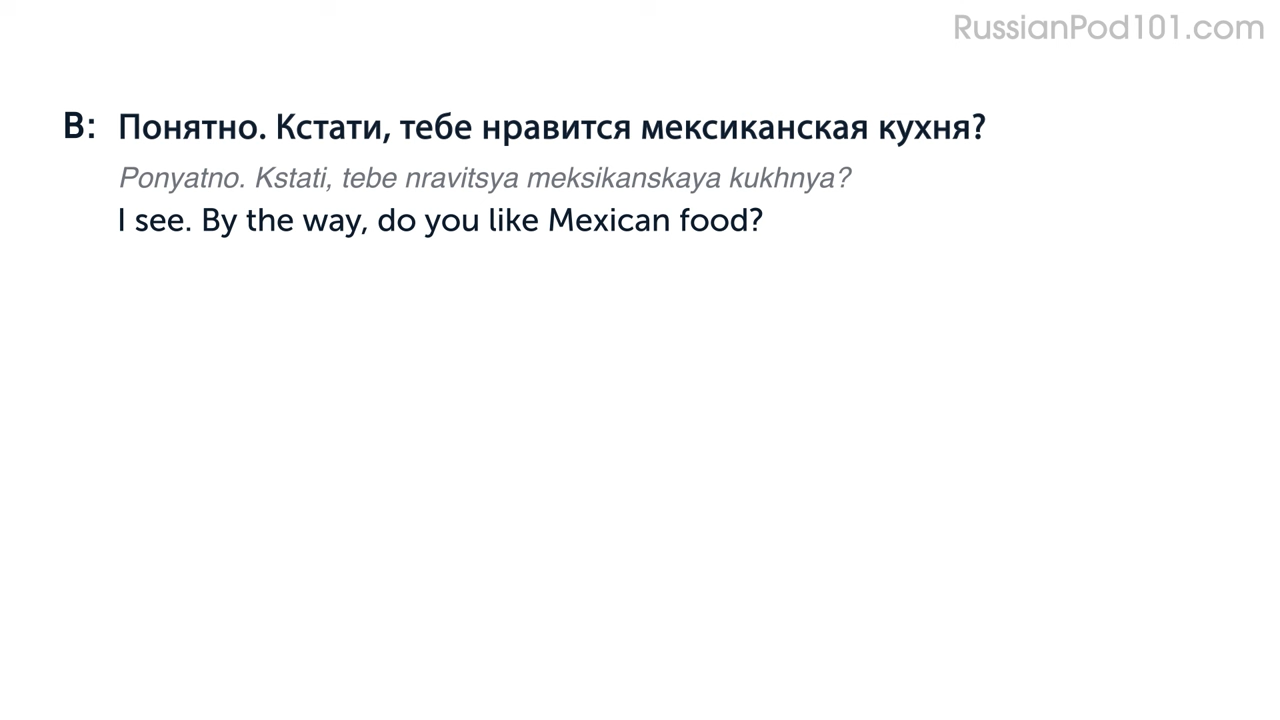 RussianPod101.com
B: Понятно. Кстати, тебе нравится мексиканская кухня?
Ponyatno. Kstati, tebe nravitsya meksikanskaya kukhnya?
I see. By the way, do you like Mexican food?